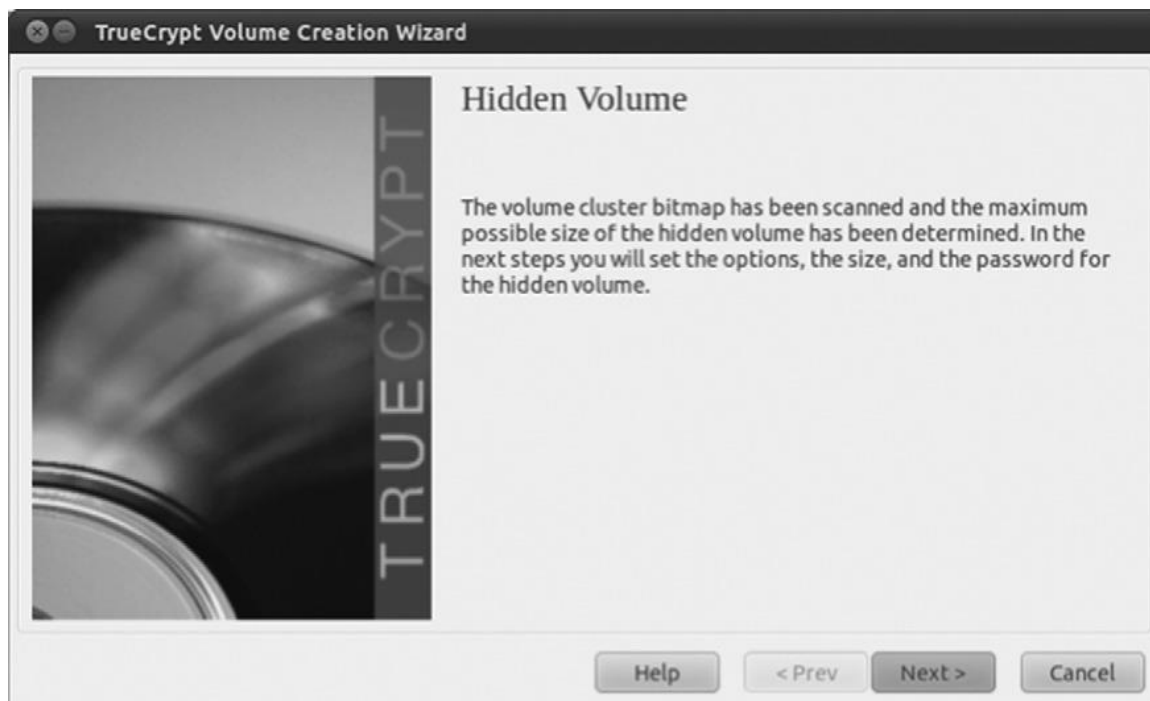 TrueCrypt Volume Creation Wizard
TRUECRYPT
Hidden Volume
The volume cluster bitmap has been scanned and the maximum
possible size of the hidden volume has been determined. In the
next steps you will set the options, the size, and the password for
the hidden volume.
Help
< Prev
Next >
Cancel